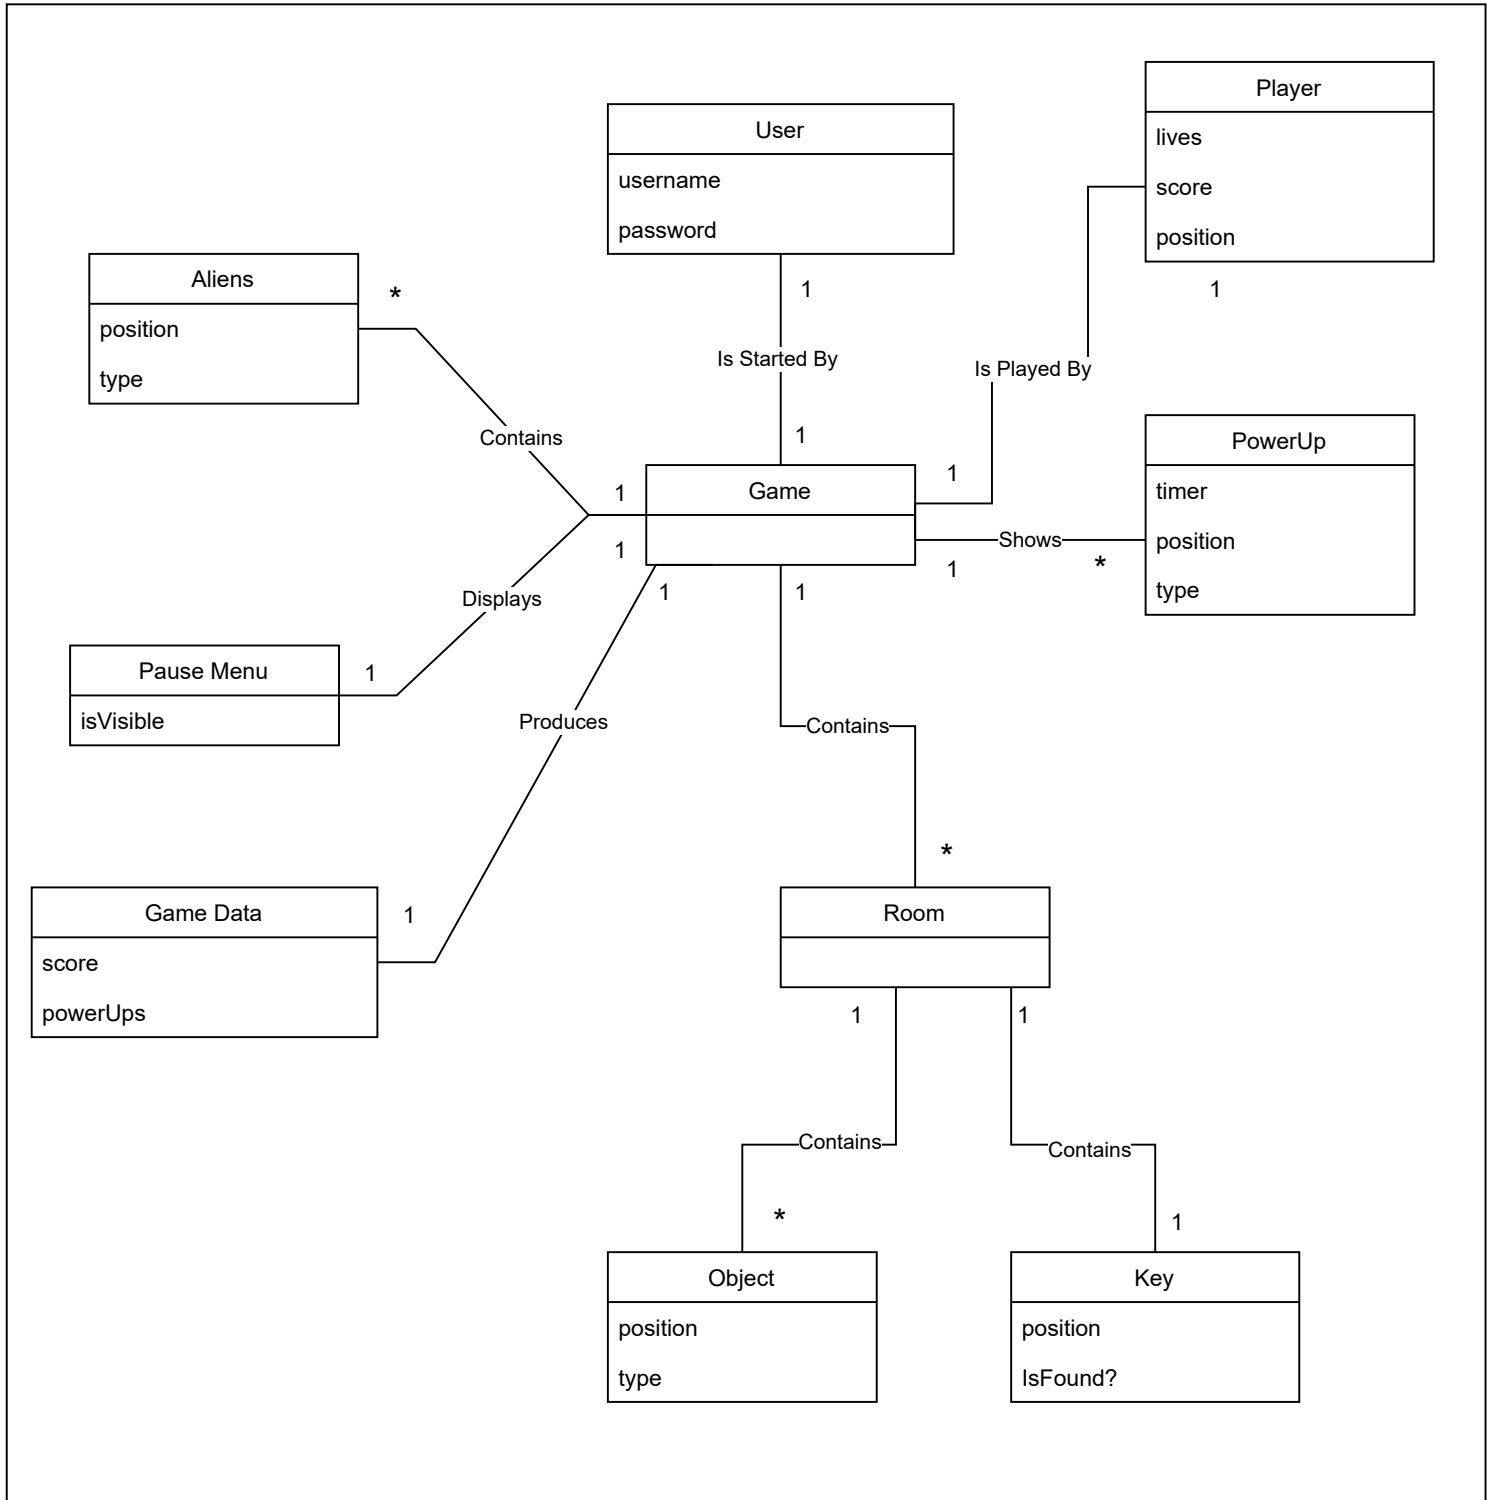 Player
lives
score
position
1
User
username
password
1
Is Started By
1
Aliens
position
type
*
Contains
1
Is Played By
1
PowerUp
timer
position
type
Game
Shows
1
*
1
Displays
Pause Menu
isVisible
1
1
Produces
1
Contains
*
Game Data
score
powerUps
1
Room
1
1
Contains
Contains
*
1
Object
position
type
Key
position
IsFound?